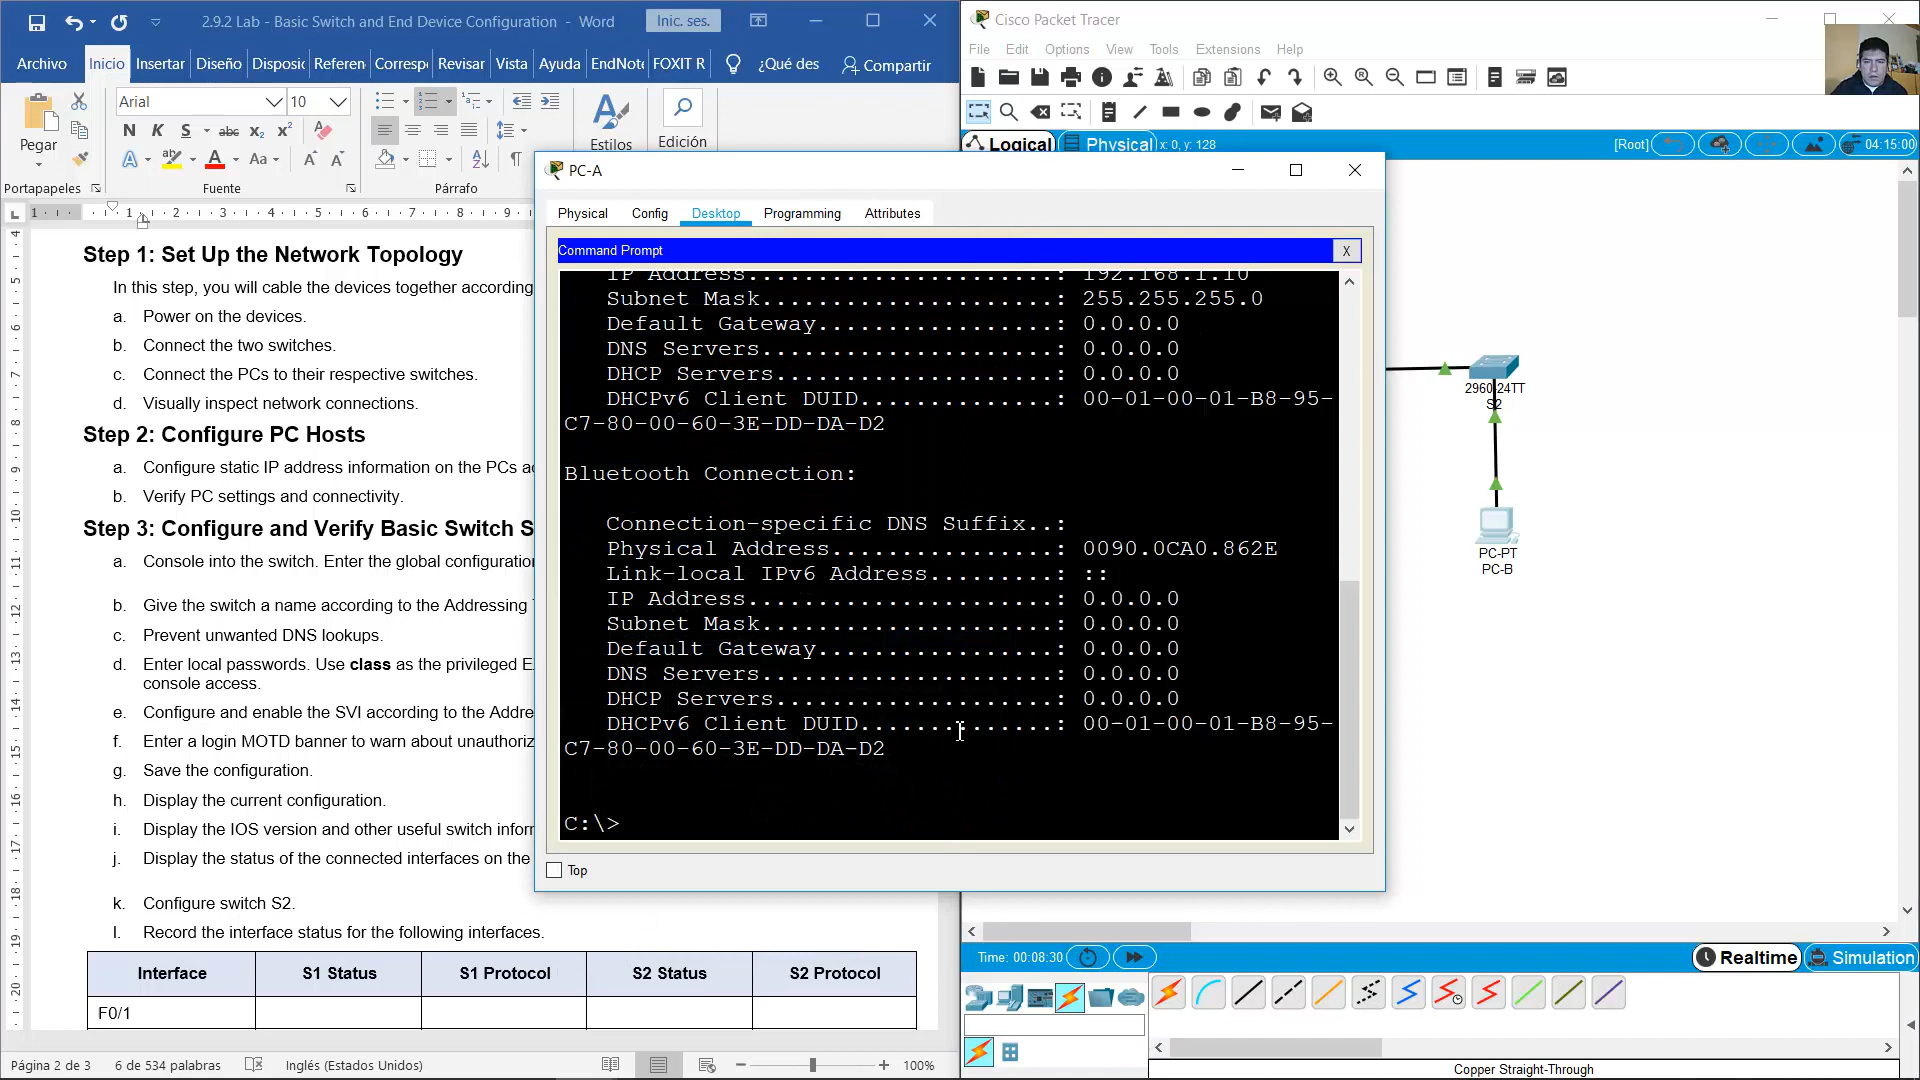 2.9.2 Lab - Basic Switch and End Device Configuration - Word
Inic. ses.
Archivo Inicio Insertar Diseño Disposic Referen Correspo Revisar Vista Ayuda EndNote FOXIT R ¿Qué des Compartir
Arial 10
Pegar
N K S abc x₂ x²
Aa
Estilos
Edición
Portapapeles Fuente Párrafo
Step 1: Set Up the Network Topology
In this step, you will cable the devices together according
a. Power on the devices.
b. Connect the two switches.
c. Connect the PCs to their respective switches.
d. Visually inspect network connections.
Step 2: Configure PC Hosts
a. Configure static IP address information on the PCs ac
b. Verify PC settings and connectivity.
Step 3: Configure and Verify Basic Switch S
a. Console into the switch. Enter the global configuration
b. Give the switch a name according to the Addressing
c. Prevent unwanted DNS lookups.
d. Enter local passwords. Use class as the privileged E
console access.
e. Configure and enable the SVI according to the Addre
f. Enter a login MOTD banner to warn about unauthoriz
g. Save the configuration.
h. Display the current configuration.
i. Display the IOS version and other useful switch inforn
j. Display the status of the connected interfaces on the
k. Configure switch S2.
l. Record the interface status for the following interfaces.
Interface S1 Status S1 Protocol S2 Status S2 Protocol
F0/1
Página 2 de 3 6 de 534 palabras Inglés (Estados Unidos) 100%
Cisco Packet Tracer
File Edit Options View Tools Extensions Help
Logical Physical x: 0, y: 128 [Root] 04:15:00
PC-A
Physical Config Desktop Programming Attributes
Command Prompt X
IP Address......................: 192.168.1.10
Subnet Mask.....................: 255.255.255.0
Default Gateway.................: 0.0.0.0
DNS Servers.....................: 0.0.0.0
DHCP Servers....................: 0.0.0.0
DHCPv6 Client DUID..............: 00-01-00-01-B8-95-
C7-80-00-60-3E-DD-DA-D2
Bluetooth Connection:
Connection-specific DNS Suffix..:
Physical Address................: 0090.0CA0.862E
Link-local IPv6 Address.........: ::
IP Address......................: 0.0.0.0
Subnet Mask.....................: 0.0.0.0
Default Gateway.................: 0.0.0.0
DNS Servers.....................: 0.0.0.0
DHCP Servers....................: 0.0.0.0
DHCPv6 Client DUID..............: 00-01-00-01-B8-95-
C7-80-00-60-3E-DD-DA-D2
C:\>
Top
2960-24TT
S2
PC-PT
PC-B
Time: 00:08:30
Realtime Simulation
Copper Straight-Through